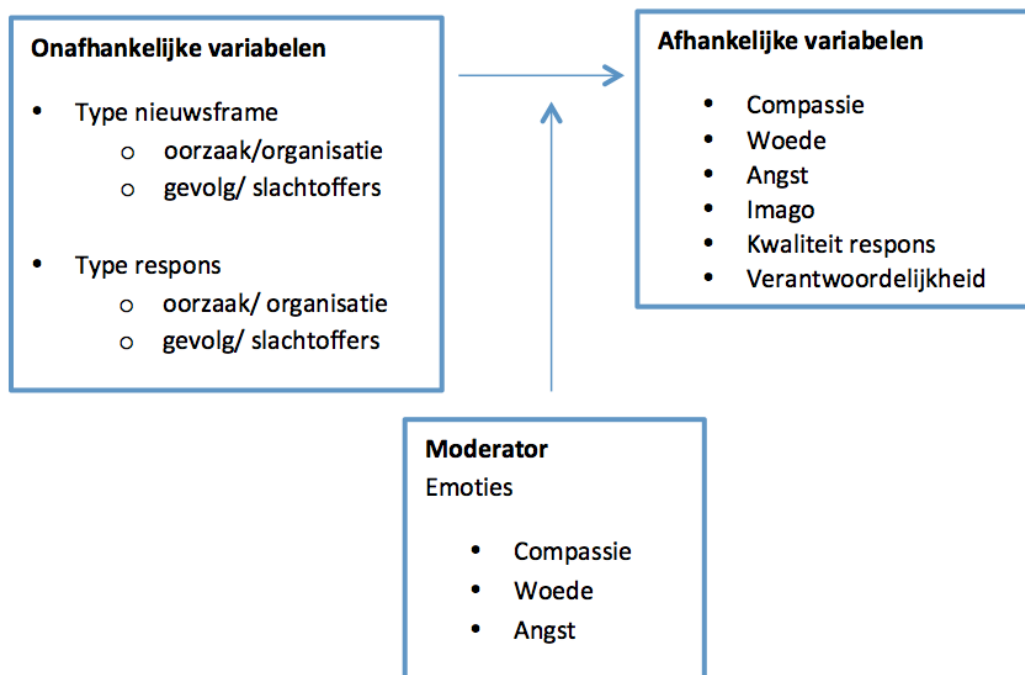 Onafhankelijke variabelen
• Type nieuwsframe
o oorzaak/organisatie
o gevolg/ slachtoffers
• Type respons
o oorzaak/ organisatie
o gevolg/ slachtoffers
Afhankelijke variabelen
• Compassie
• Woede
• Angst
• Imago
• Kwaliteit respons
• Verantwoordelijkheid
Moderator
Emoties
• Compassie
• Woede
• Angst